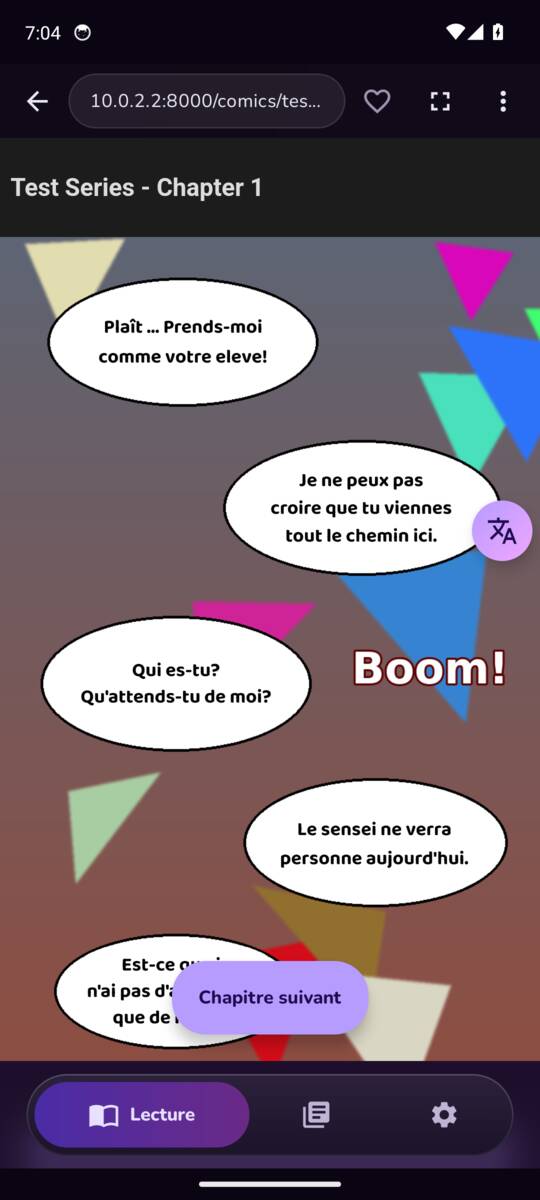 7:04
10.0.2.2:8000/comics/tes...
Test Series - Chapter 1
Plaît ... Prends-moi
comme votre eleve!
Je ne peux pas
croire que tu viennes
tout le chemin ici.
Qui es-tu?
Qu'attends-tu de moi?
Boom!
Le sensei ne verra
personne aujourd'hui.
Est-ce
n'ai pas
que de
Chapitre suivant
Lecture